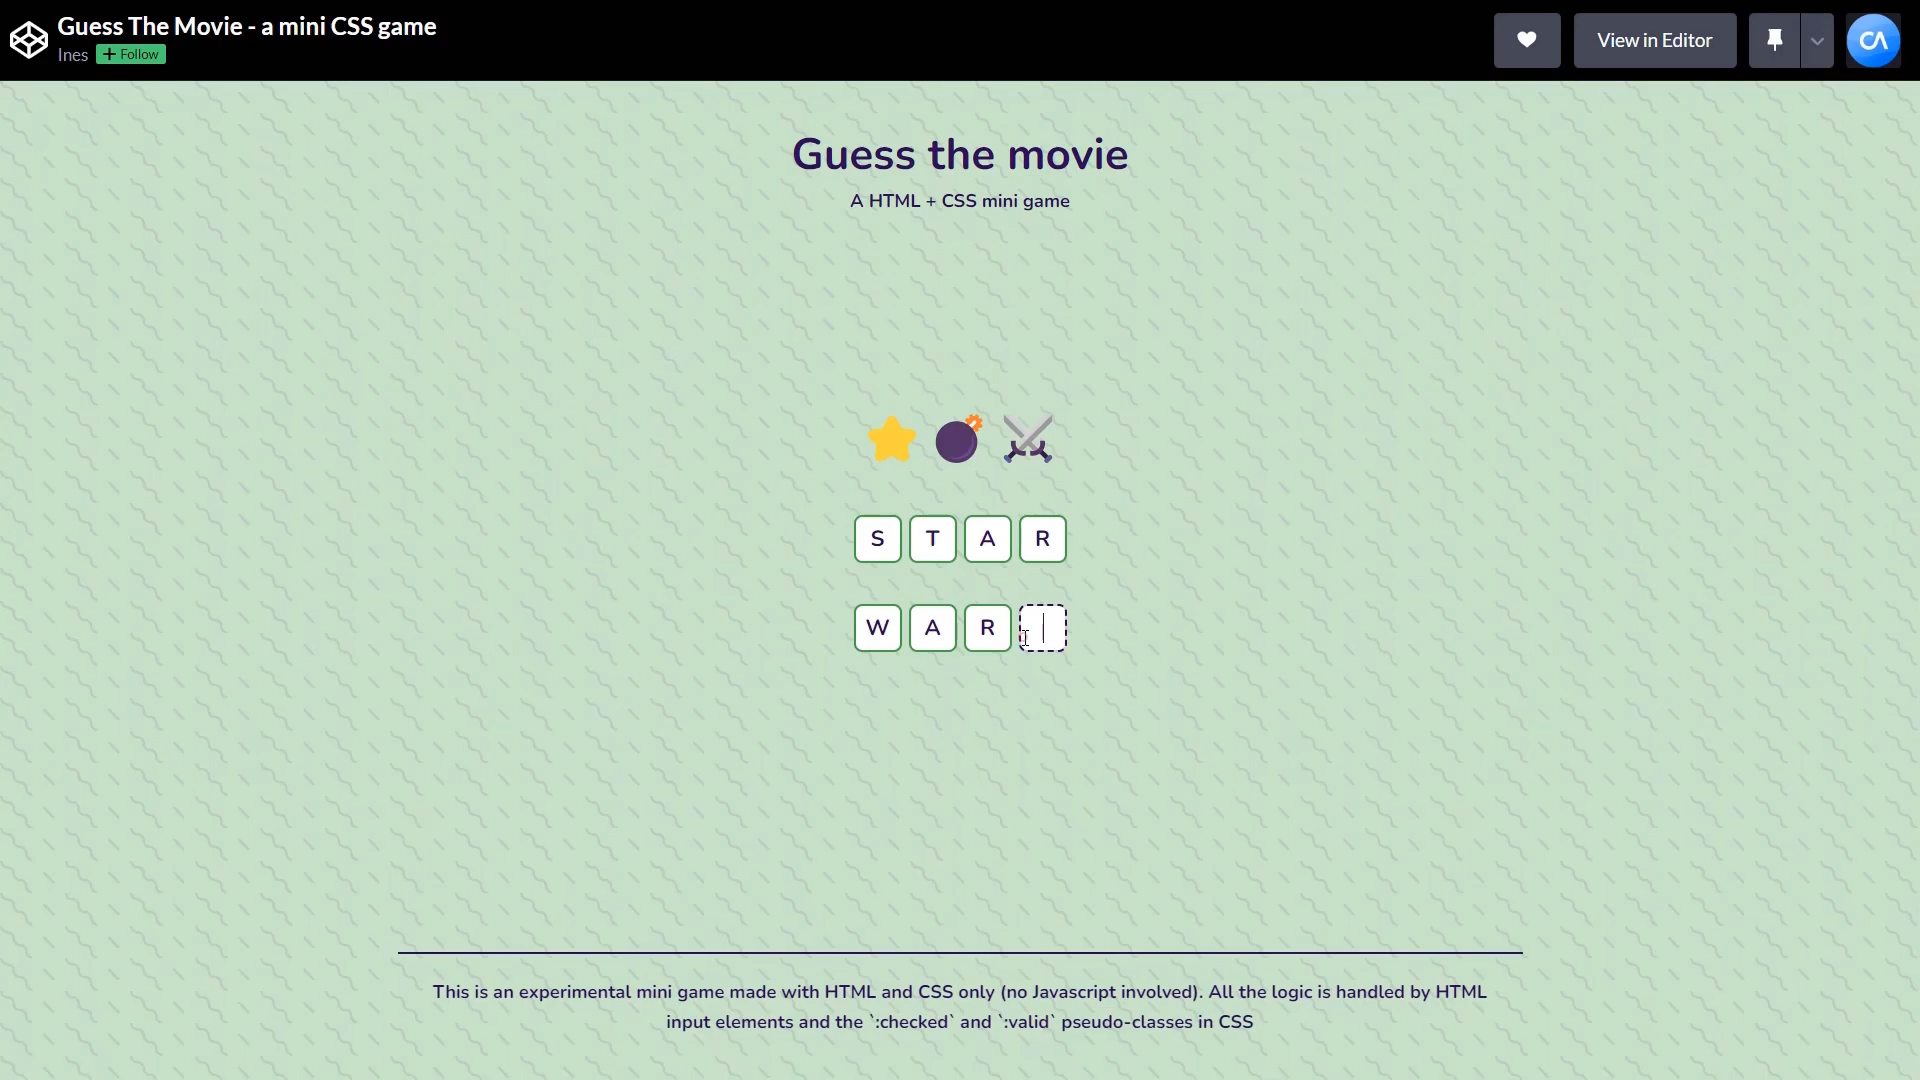 Guess The Movie - a mini CSS game
Ines + Follow
View in Editor
CA
Guess the movie
A HTML + CSS mini game
S T A R
W A R
This is an experimental mini game made with HTML and CSS only (no Javascript involved). All the logic is handled by HTML
input elements and the `:checked` and `:valid` pseudo-classes in CSS